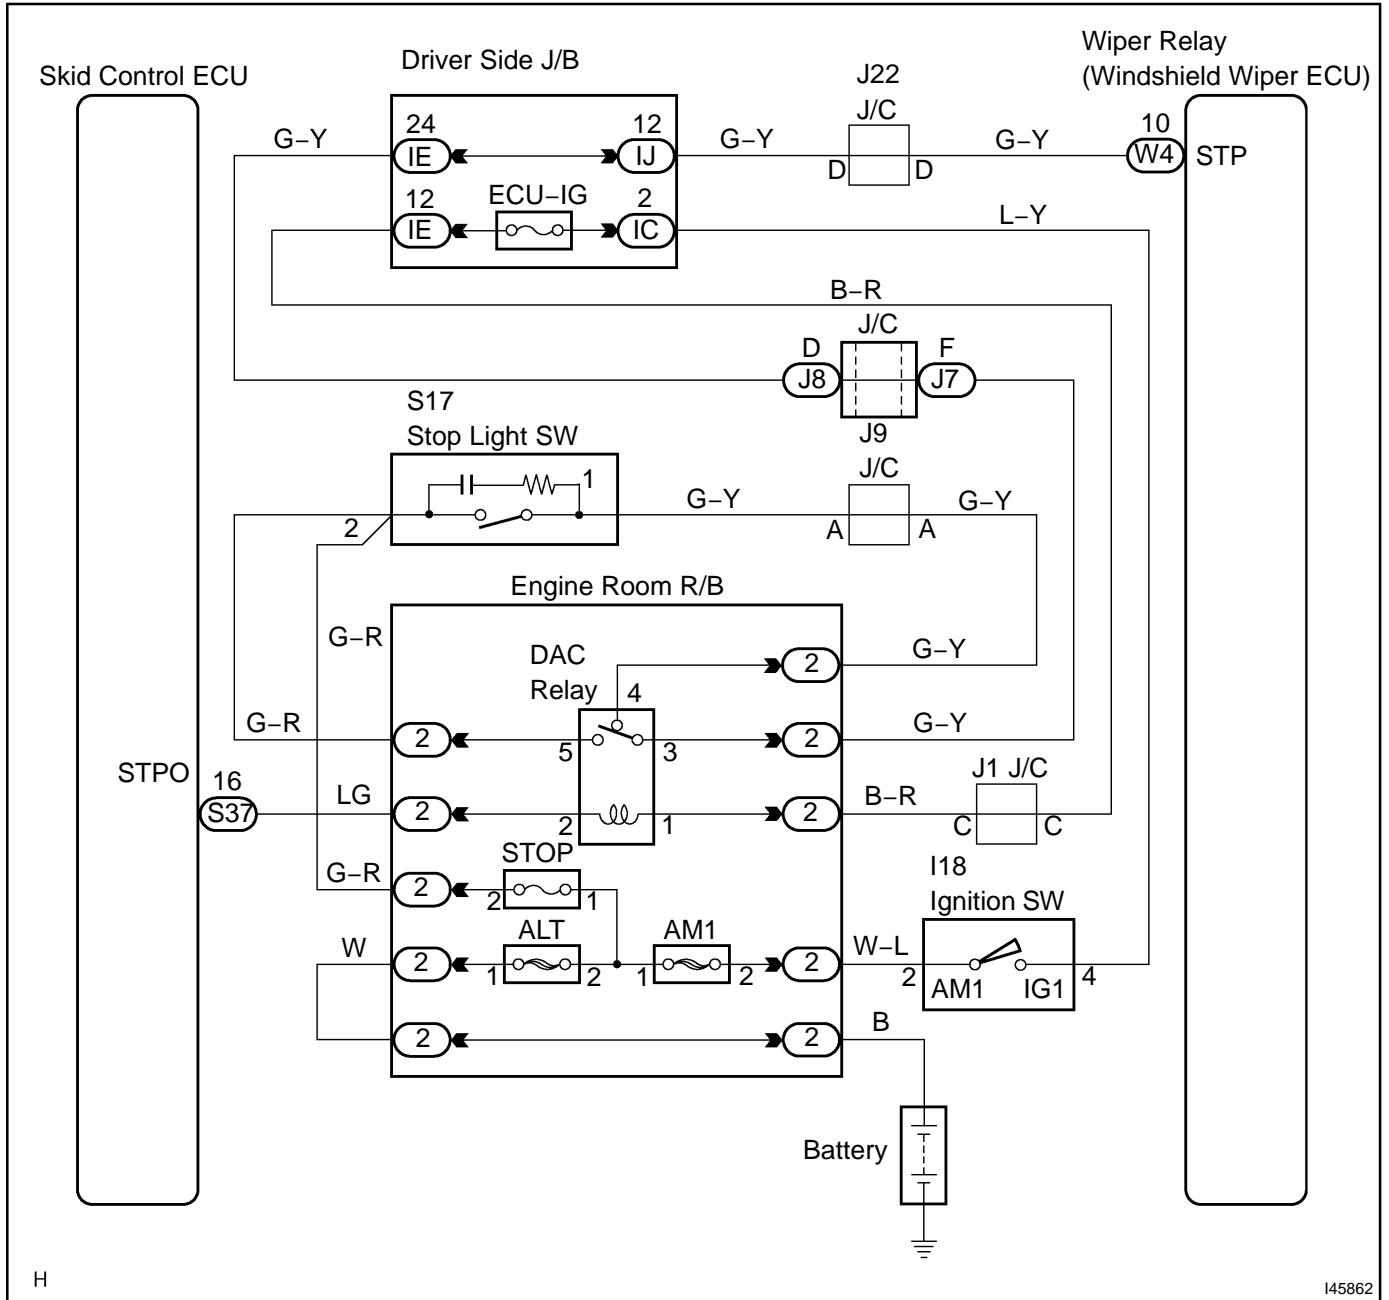 Wiper Relay
(Windshield Wiper ECU)
Skid Control ECU
Driver Side J/B
J22
J/C
24
12
10
G–Y
IE
IJ
G–Y
G–Y
W4
STP
D
D
12
ECU–IG
2
L–Y
IE
IC
B–R
J/C
D
F
J8
J7
S17
Stop Light SW
J9
J/C
1
G–Y
G–Y
2
A
A
Engine Room R/B
G–R
DAC
Relay
4
2
G–Y
G–R
2
5
3
2
G–Y
STPO
16
J1 J/C
S37
LG
2
2
1
2
B–R
C
C
STOP
I18
Ignition SW
G–R
2
2
1
ALT
AM1
W
2
1
2
1
2
2
W–L
2
AM1
IG1
4
2
2
B
Battery
H
I45862